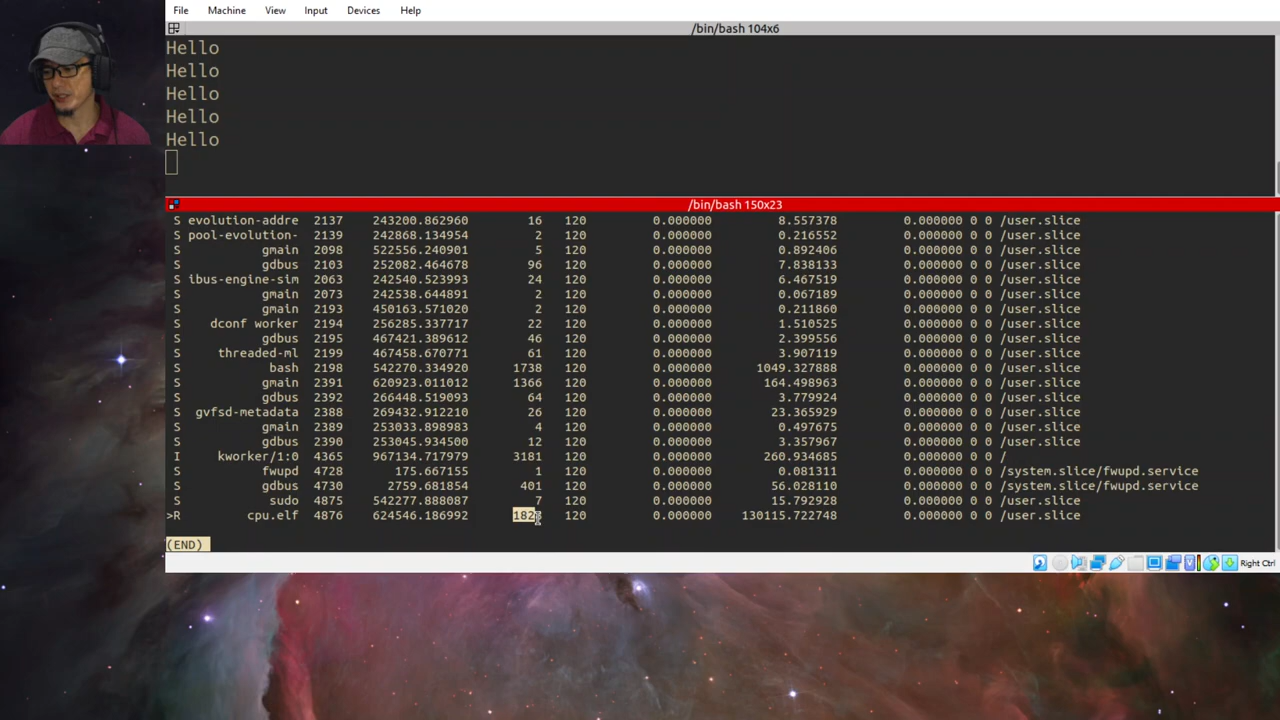 File Machine View Input Devices Help
/bin/bash 104x6
Hello
Hello
Hello
Hello
Hello
/bin/bash 150x23
S evolution-addre 2137 243200.862960 16 120 0.000000 8.557378 0.000000 0 0 /user.slice
S pool-evolution- 2139 242868.134954 2 120 0.000000 0.216552 0.000000 0 0 /user.slice
S gmain 2098 522556.240901 5 120 0.000000 0.892406 0.000000 0 0 /user.slice
S gdbus 2103 252082.464678 96 120 0.000000 7.838133 0.000000 0 0 /user.slice
S ibus-engine-sim 2063 242540.523993 24 120 0.000000 6.467519 0.000000 0 0 /user.slice
S gmain 2073 242538.644891 2 120 0.000000 0.067189 0.000000 0 0 /user.slice
S gmain 2193 450163.571020 2 120 0.000000 0.211860 0.000000 0 0 /user.slice
S dconf worker 2194 256285.337717 22 120 0.000000 1.510525 0.000000 0 0 /user.slice
S gdbus 2195 467421.389612 46 120 0.000000 2.399556 0.000000 0 0 /user.slice
S threaded-ml 2199 467458.670771 61 120 0.000000 3.907119 0.000000 0 0 /user.slice
S bash 2198 542270.334920 1738 120 0.000000 1049.327888 0.000000 0 0 /user.slice
S gmain 2391 620923.011012 1366 120 0.000000 164.498963 0.000000 0 0 /user.slice
S gdbus 2392 266448.519093 64 120 0.000000 3.779924 0.000000 0 0 /user.slice
S gvfsd-metadata 2388 269432.912210 26 120 0.000000 23.365929 0.000000 0 0 /user.slice
S gmain 2389 253033.898983 4 120 0.000000 0.497675 0.000000 0 0 /user.slice
S gdbus 2390 253045.934500 12 120 0.000000 3.357967 0.000000 0 0 /user.slice
I kworker/1:0 4365 967134.717979 3181 120 0.000000 260.934685 0.000000 0 0 /
S fwupd 4728 175.667155 1 120 0.000000 0.081311 0.000000 0 0 /system.slice/fwupd.service
S gdbus 4730 2759.681854 401 120 0.000000 56.028110 0.000000 0 0 /system.slice/fwupd.service
S sudo 4875 542277.888087 7 120 0.000000 15.792928 0.000000 0 0 /user.slice
>R cpu.elf 4876 624546.186992 120 0.000000 130115.722748 0.000000 0 0 /user.slice
(END)
Right Ctrl